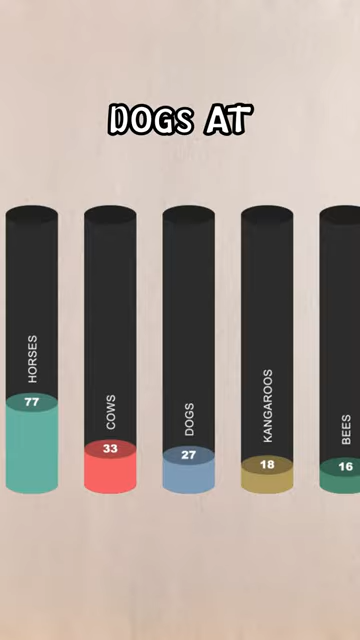 DOGS AT
HORSES
77
COWS
33
DOGS
27
KANGAROOS
18
BEES
16